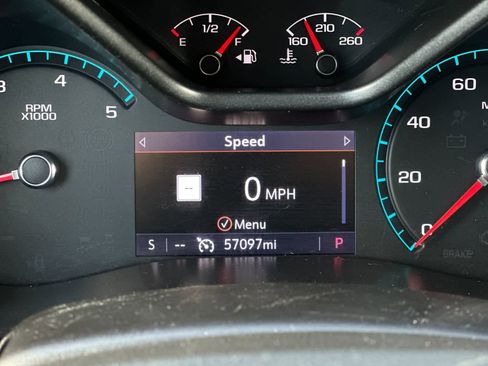 E 1/2 F
160 210 260
3 4 5
RPM
X1000
Speed
-- 0 MPH
Menu
S -- 57097mi P
60
40
20
0
BRAKE